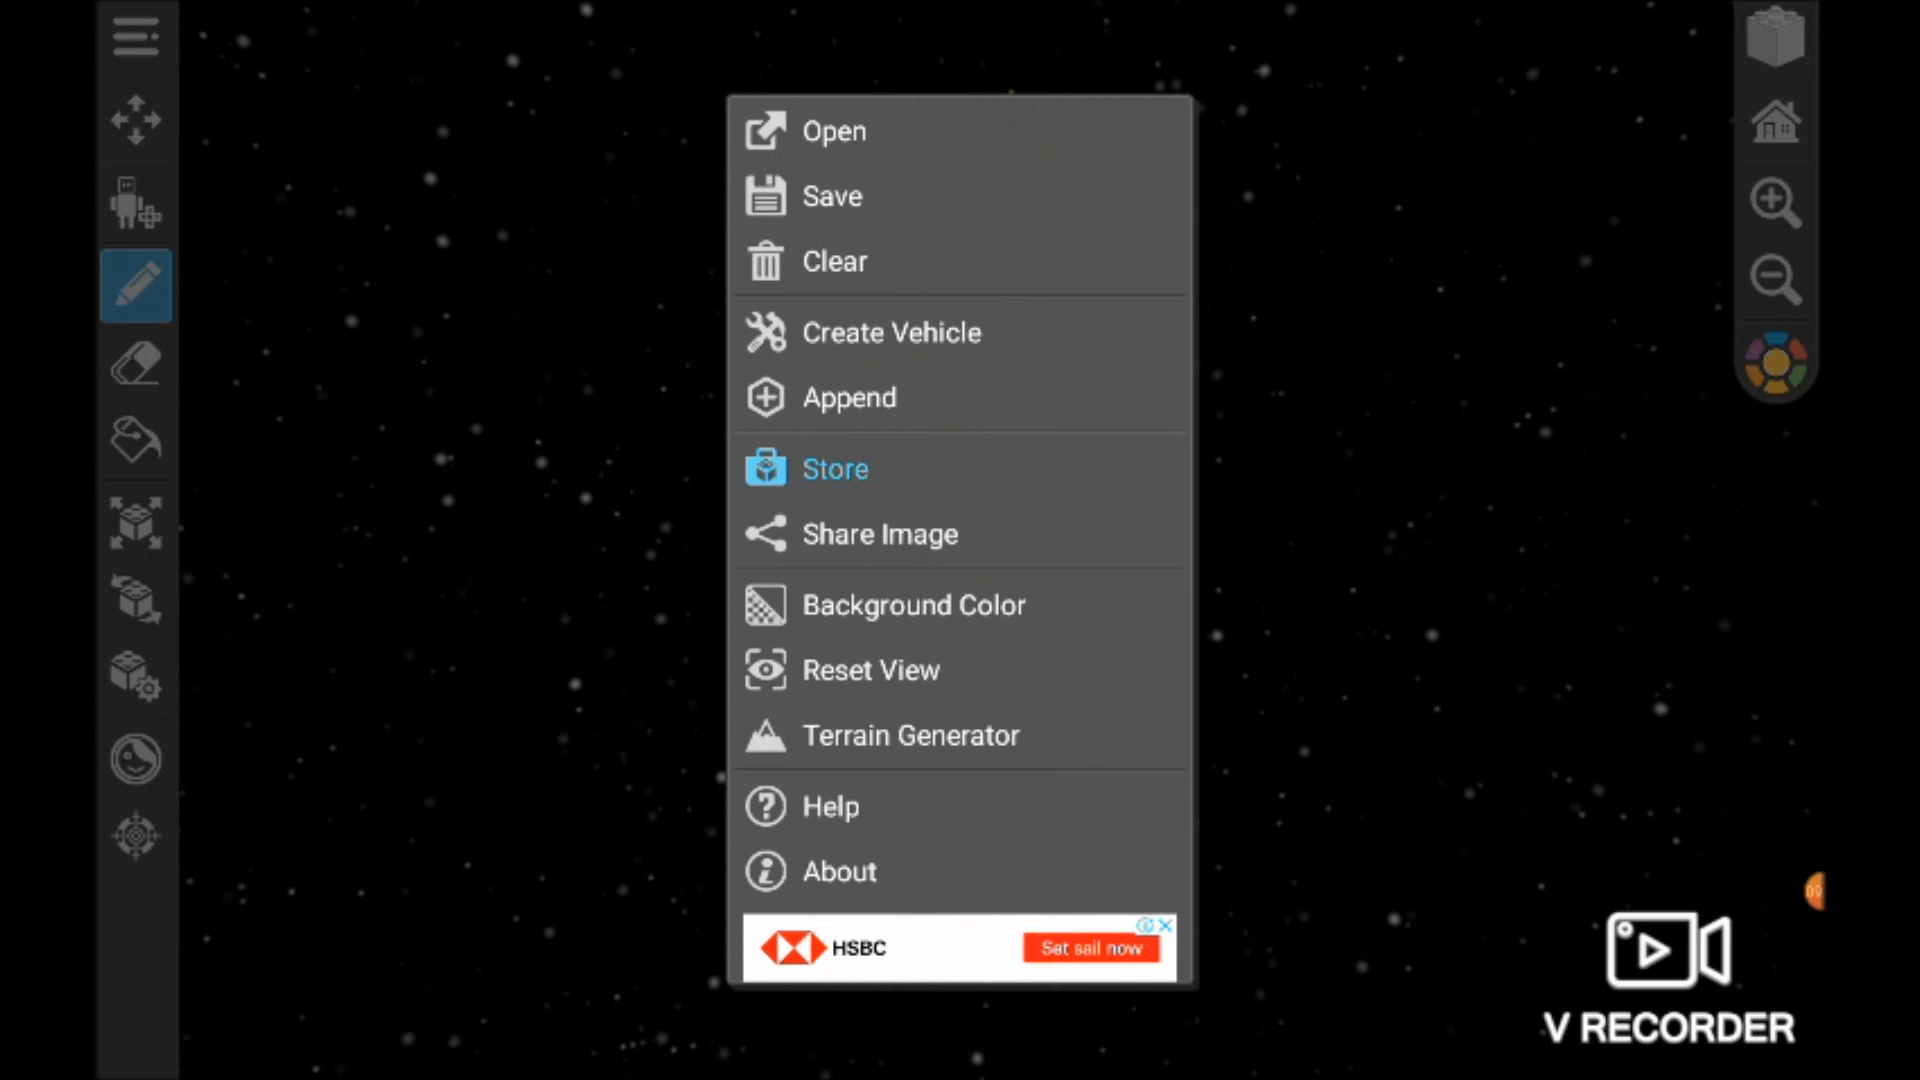 Open
Save
Clear
Create Vehicle
Append
Store
Share Image
Background Color
Reset View
Terrain Generator
Help
About
HSBC
Set sail now
09
V RECORDER